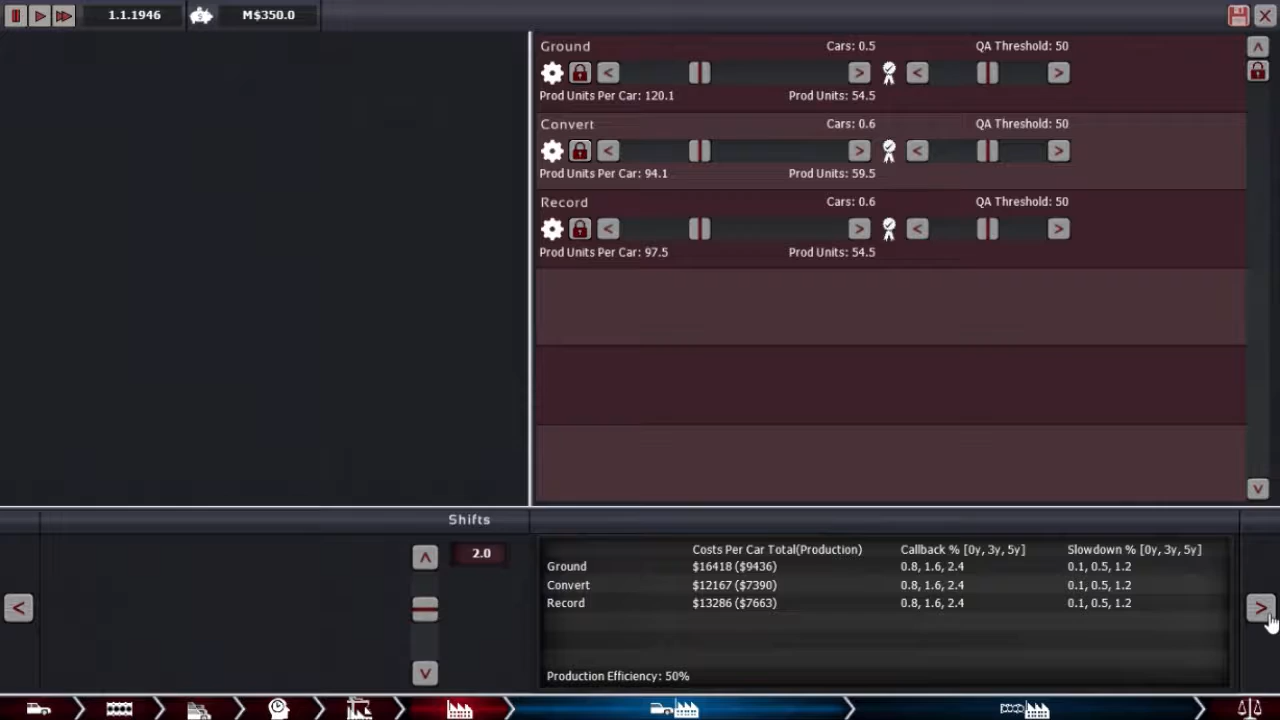 1.1.1946 M$350.0
Ground Cars: 0.5 QA Threshold: 50
Prod Units Per Car: 120.1 Prod Units: 54.5
Convert Cars: 0.6 QA Threshold: 50
Prod Units Per Car: 94.1 Prod Units: 59.5
Record Cars: 0.6 QA Threshold: 50
Prod Units Per Car: 97.5 Prod Units: 54.5
Shifts
2.0
Costs Per Car Total(Production) Callback % [0y, 3y, 5y] Slowdown % [0y, 3y, 5y]
Ground $16418 ($9436) 0.8, 1.6, 2.4 0.1, 0.5, 1.2
Convert $12167 ($7390) 0.8, 1.6, 2.4 0.1, 0.5, 1.2
Record $13286 ($7663) 0.8, 1.6, 2.4 0.1, 0.5, 1.2
Production Efficiency: 50%